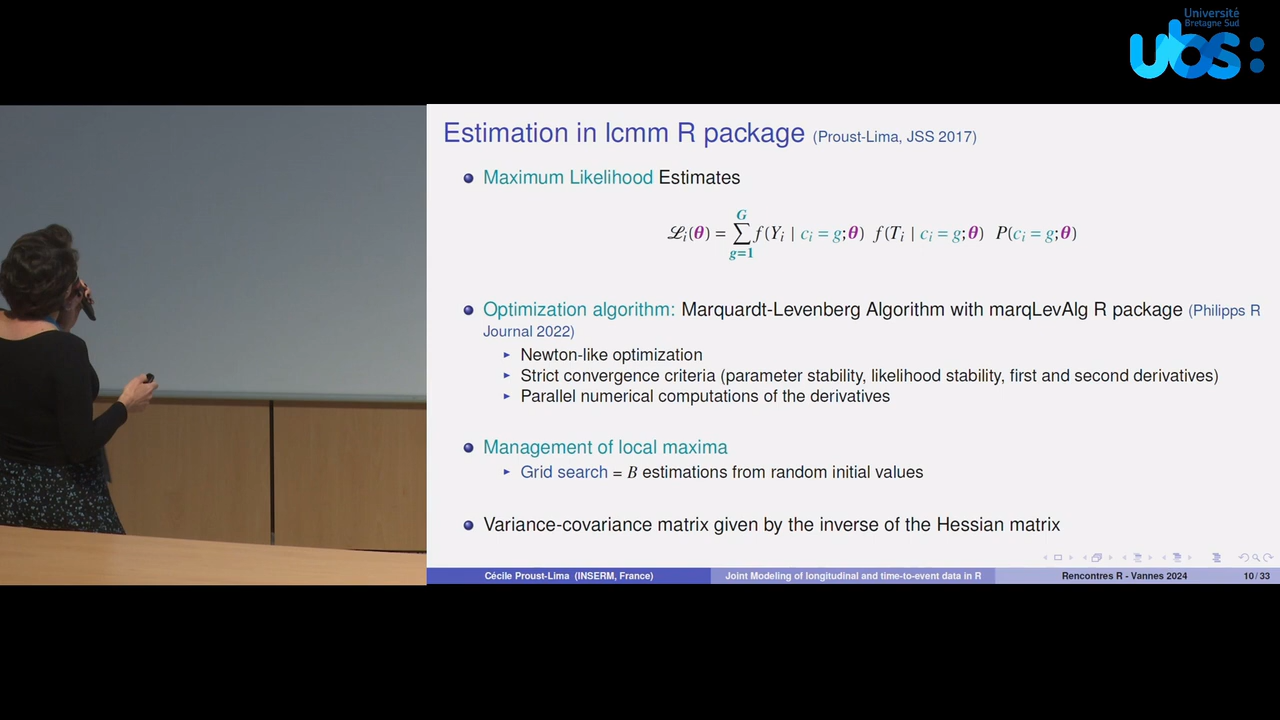 Université
Bretagne Sud
ubs:
Estimation in lcmm R package (Proust-Lima, JSS 2017)
Maximum Likelihood Estimates
G
ℒᵢ(θ) = ∑ f(Yᵢ | cᵢ = g;θ) f(Tᵢ | cᵢ = g;θ) P(cᵢ = g;θ)
g=1
Optimization algorithm: Marquardt-Levenberg Algorithm with marqLevAlg R package (Philipps R
Journal 2022)
Newton-like optimization
Strict convergence criteria (parameter stability, likelihood stability, first and second derivatives)
Parallel numerical computations of the derivatives
Management of local maxima
Grid search = B estimations from random initial values
Variance-covariance matrix given by the inverse of the Hessian matrix
Cécile Proust-Lima (INSERM, France) Joint Modeling of longitudinal and time-to-event data in R Rencontres R - Vannes 2024 10/33